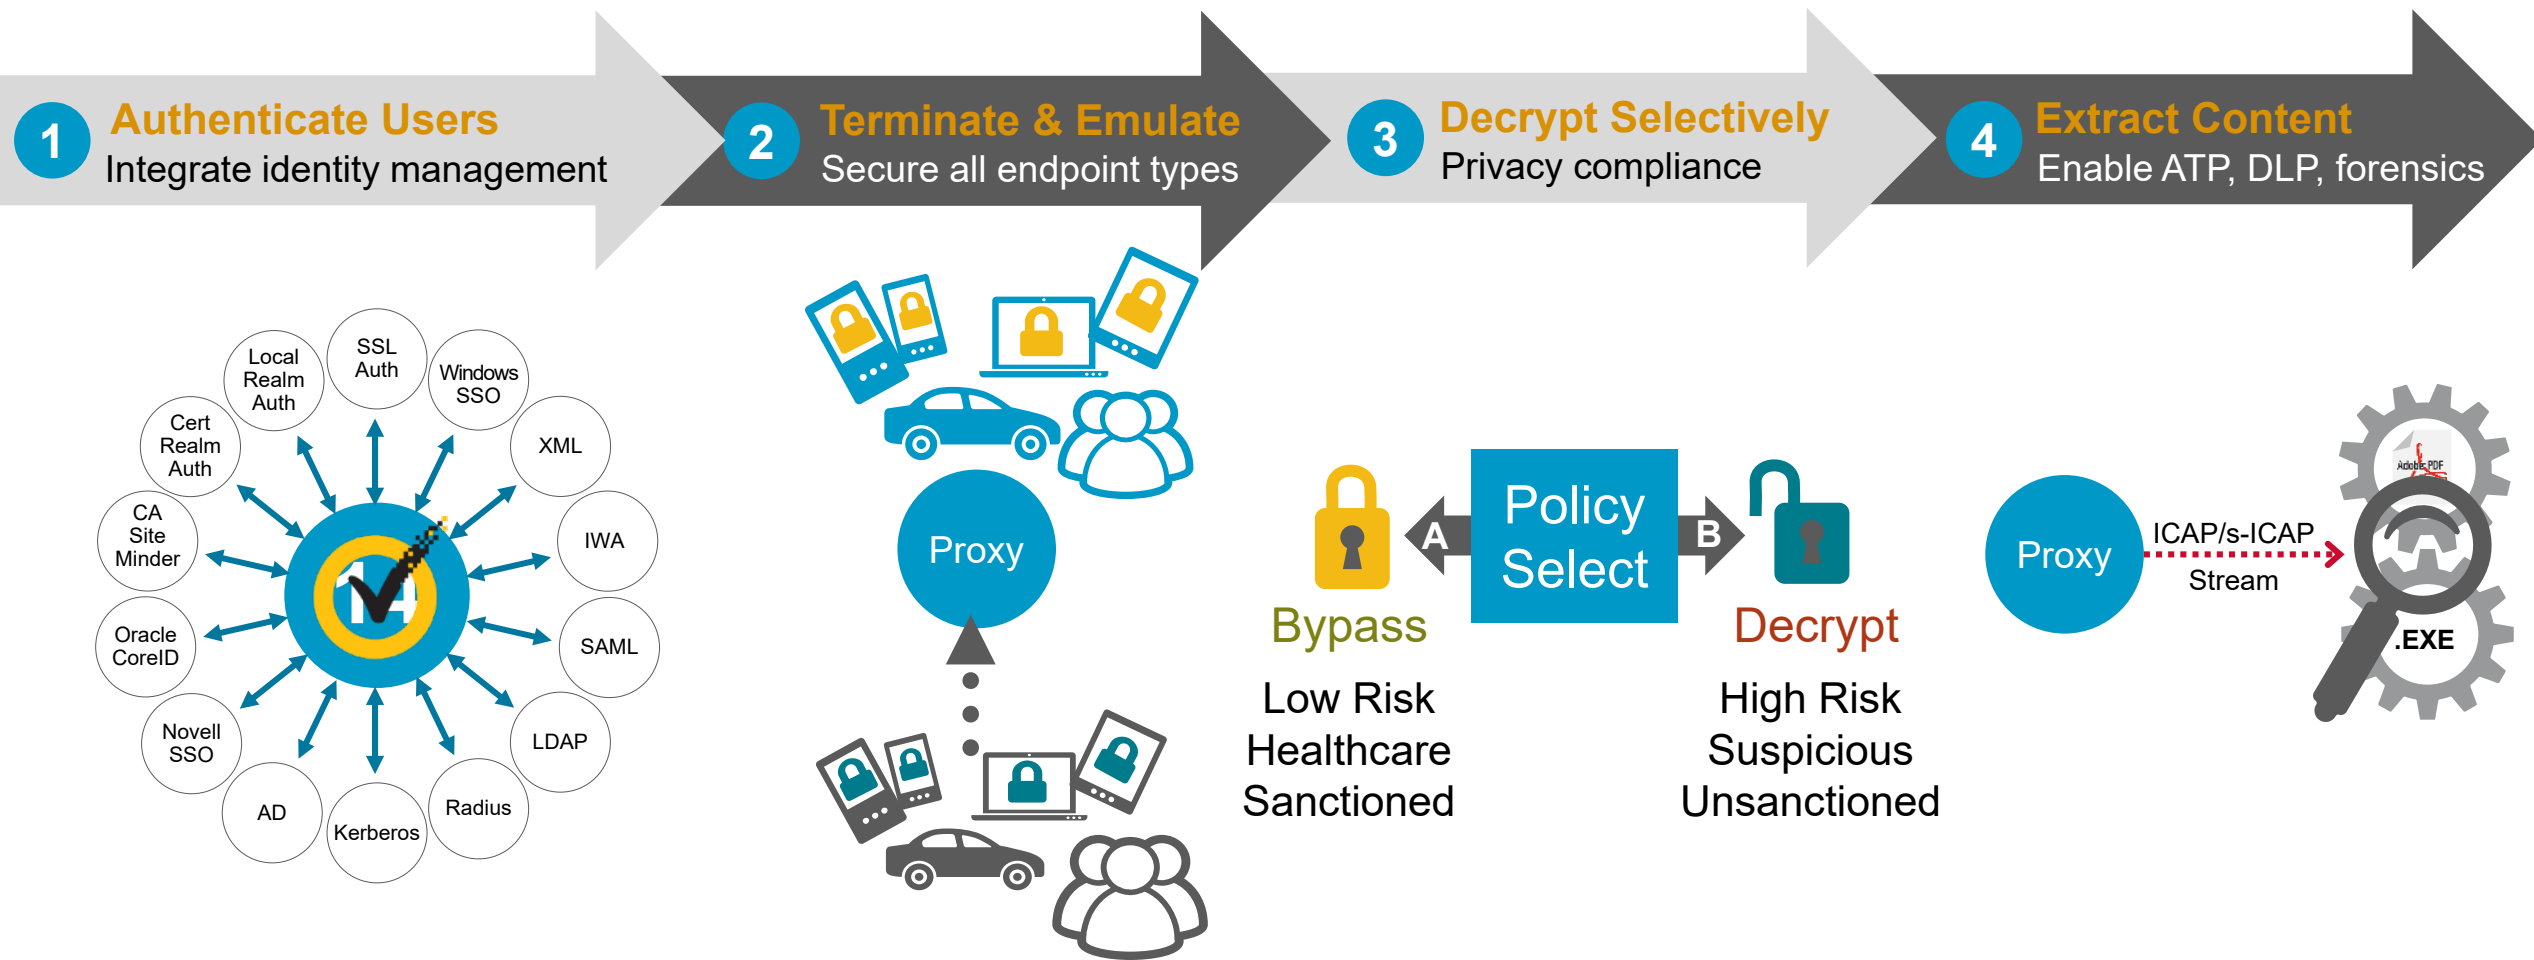 1
Authenticate Users
Integrate identity management
2
Terminate & Emulate
Secure all endpoint types
3
Decrypt Selectively
Privacy compliance
4
Extract Content
Enable ATP, DLP, forensics
SSL
Auth
Windows
SSO
XML
IWA
SAML
LDAP
Radius
Kerberos
AD
Novell
SSO
Oracle
CoreID
CA
Site
Minder
Cert
Realm
Auth
Local
Realm
Auth
14
Proxy
A
Policy
Select
B
Bypass
Low Risk
Healthcare
Sanctioned
Decrypt
High Risk
Suspicious
Unsanctioned
Proxy
ICAP/s-ICAP
Stream
Adobe PDF
.EXE